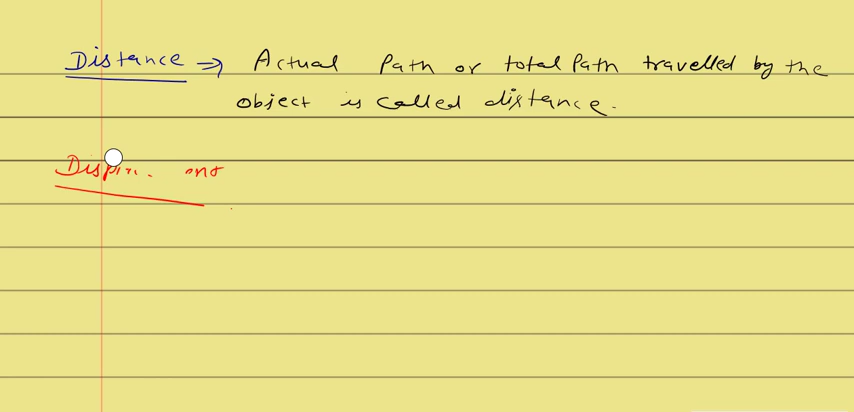 Distance → Actual Path or total Path travelled by the
object is called distance.